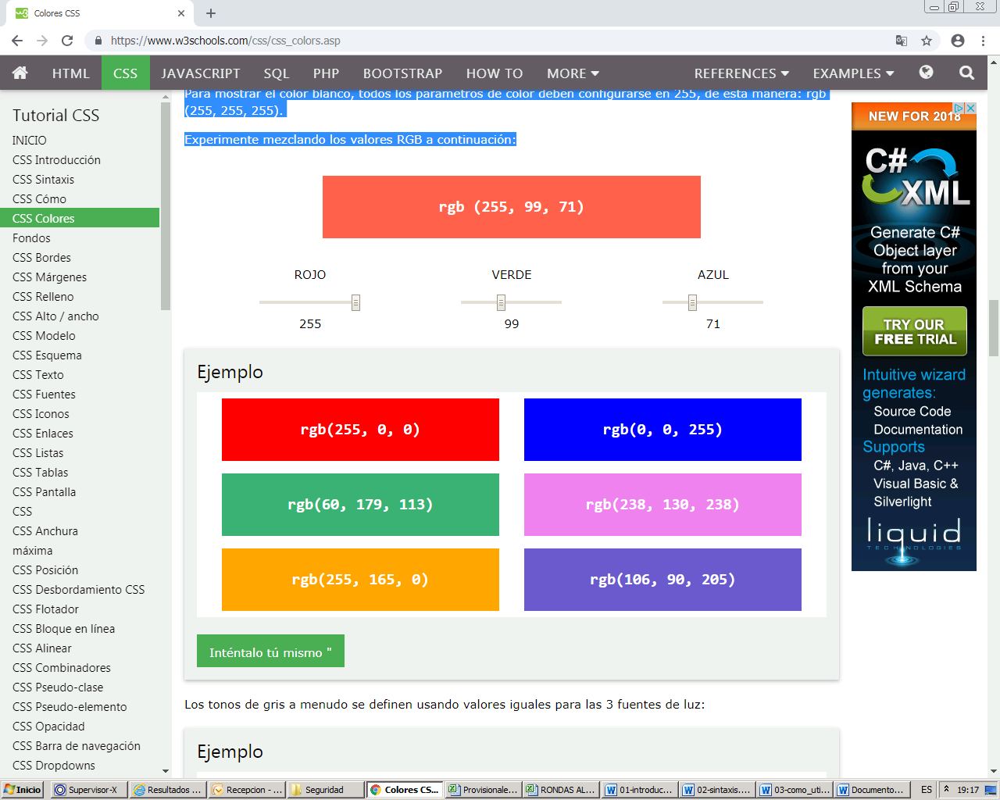 Colores CSS
https://www.w3schools.com/css/css_colors.asp
HTML CSS JAVASCRIPT SQL PHP BOOTSTRAP HOW TO MORE REFERENCES EXAMPLES
Tutorial CSS
INICIO
CSS Introducción
CSS Sintaxis
CSS Cómo
CSS Colores
Fondos
CSS Bordes
CSS Márgenes
CSS Relleno
CSS Alto / ancho
CSS Modelo
CSS Esquema
CSS Texto
CSS Fuentes
CSS Iconos
CSS Enlaces
CSS Listas
CSS Tablas
CSS Pantalla
CSS
CSS Anchura
máxima
CSS Posición
CSS Desbordamiento CSS
CSS Flotador
CSS Bloque en línea
CSS Alinear
CSS Combinadores
CSS Pseudo-clase
CSS Pseudo-elemento
CSS Opacidad
CSS Barra de navegación
CSS Dropdowns
Para mostrar el color blanco, todos los parámetros de color deben configurarse en 255, de esta manera: rgb
(255, 255, 255).
Experimente mezclando los valores RGB a continuación:
rgb (255, 99, 71)
ROJO VERDE AZUL
255 99 71
Ejemplo
rgb(255, 0, 0) rgb(0, 0, 255)
rgb(60, 179, 113) rgb(238, 130, 238)
rgb(255, 165, 0) rgb(106, 90, 205)
Inténtalo tú mismo "
Los tonos de gris a menudo se definen usando valores iguales para las 3 fuentes de luz:
Ejemplo
NEW FOR 2018
C#
XML
Generate C#
Object layer
from your
XML Schema
TRY OUR
FREE TRIAL
Intuitive wizard
generates:
Source Code
Documentation
Supports
C#, Java, C++
Visual Basic &
Silverlight
liquid
TECHNOLOGIES
Inicio Supervisor-X Resultados ... Recepcion - ... Seguridad Colores CS... Provisionale... RONDAS AL... 01-introduc... 02-sintaxis.... 03-como_uti... Documento... ES 19:17